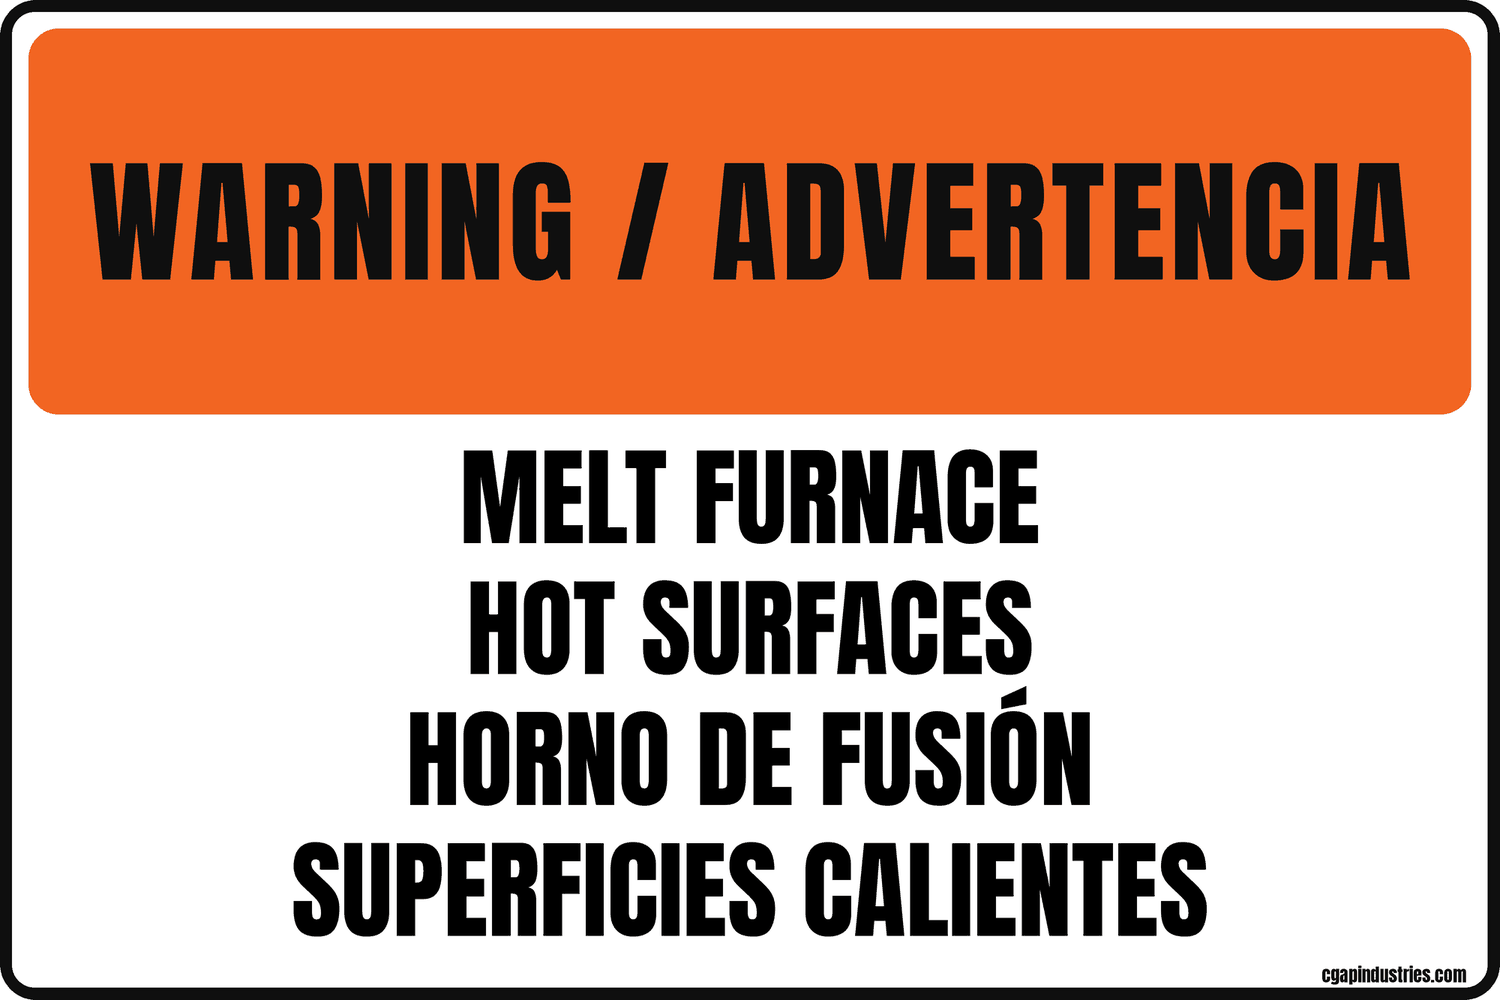 WARNING / ADVERTENCIA
MELT FURNACE
HOT SURFACES
HORNO DE FUSIÓN
SUPERFICIES CALIENTES
cgapindustries.com